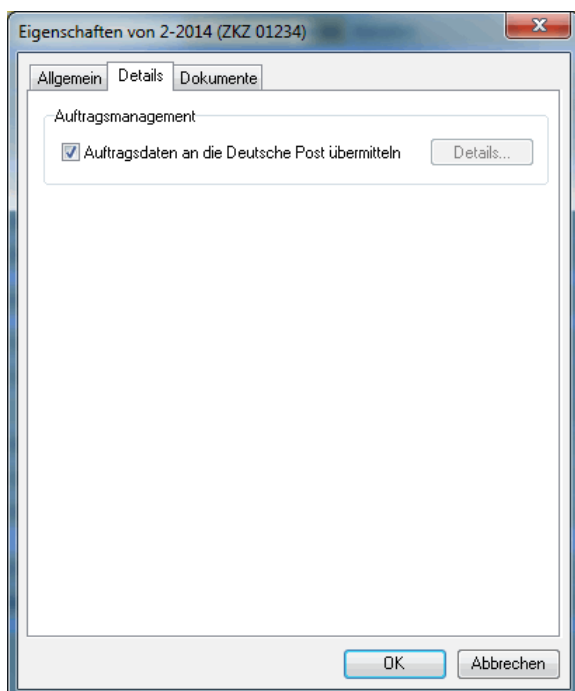 Eigenschaften von 2-2014 (ZKZ 01234)
Allgemein Details Dokumente
Auftragsmanagement
Auftragsdaten an die Deutsche Post übermitteln Details...
OK Abbrechen